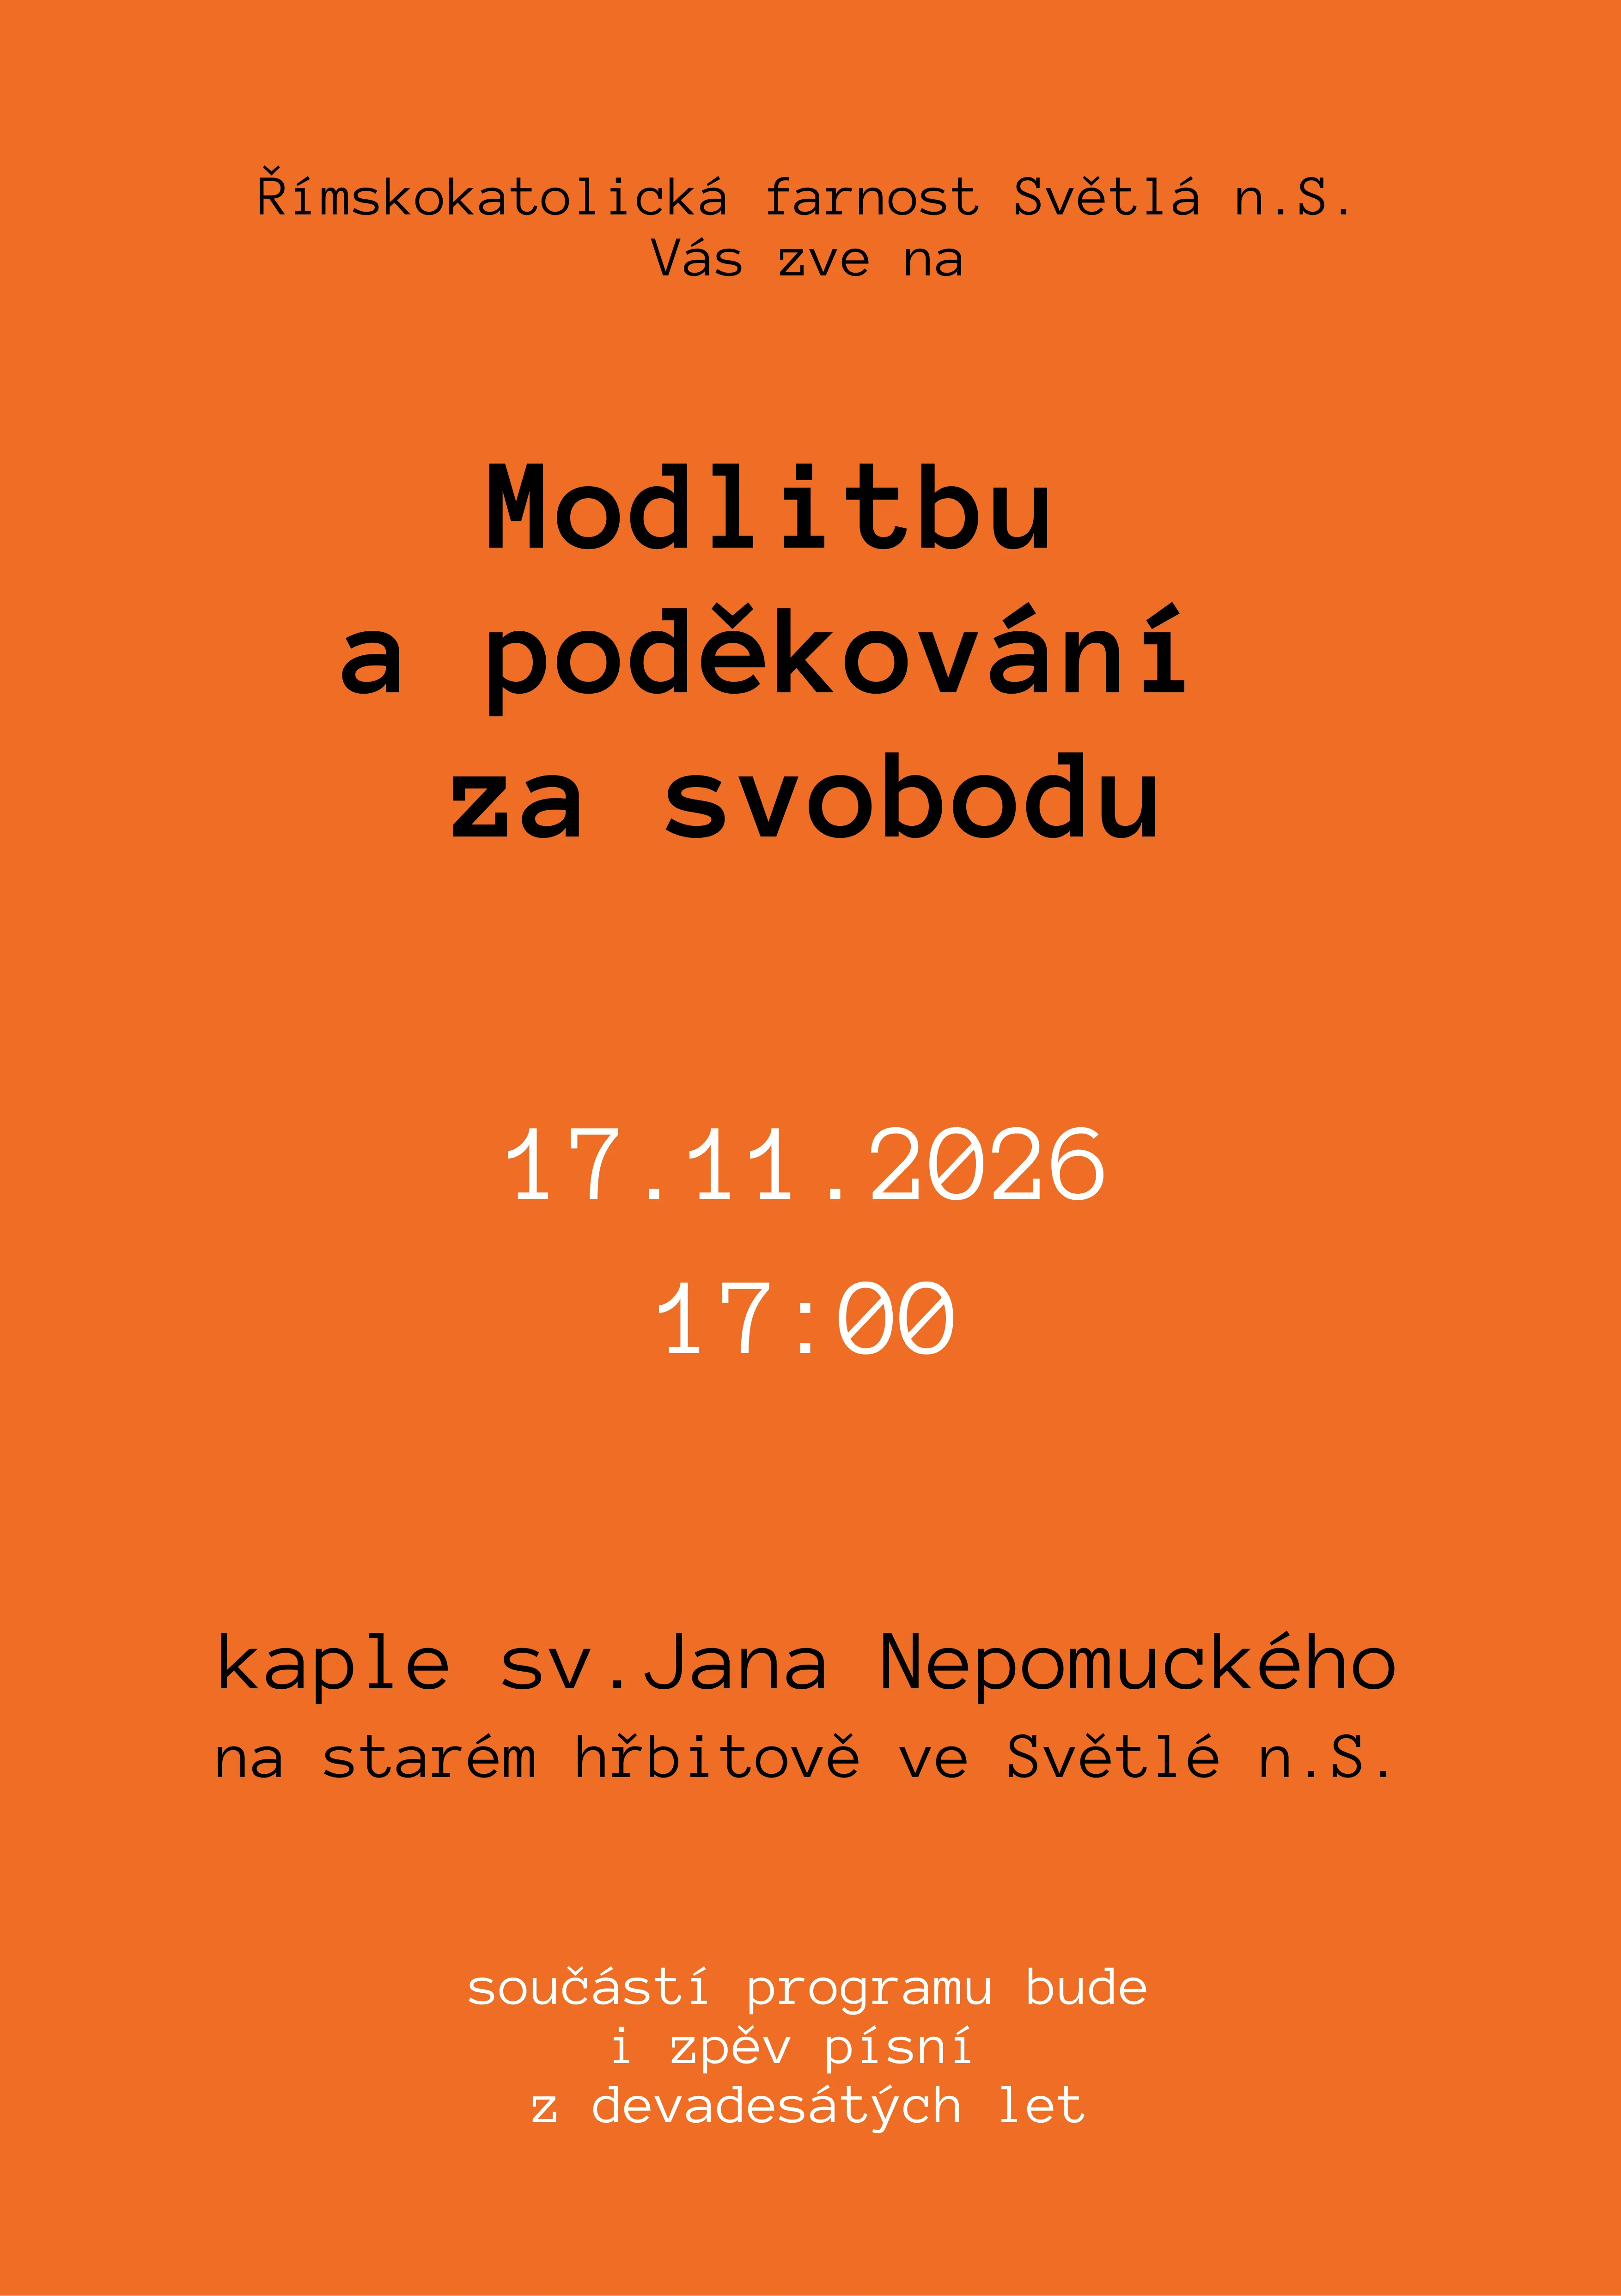 Římskokatolická farnost Světlá n.S.
Vás zve na
Modlitbu
a poděkování
za svobodu
17.11.2026
17:00
kaple sv.Jana Nepomuckého
na starém hřbitově ve Světlé n.S.
součástí programu bude
i zpěv písní
z devadesátých let